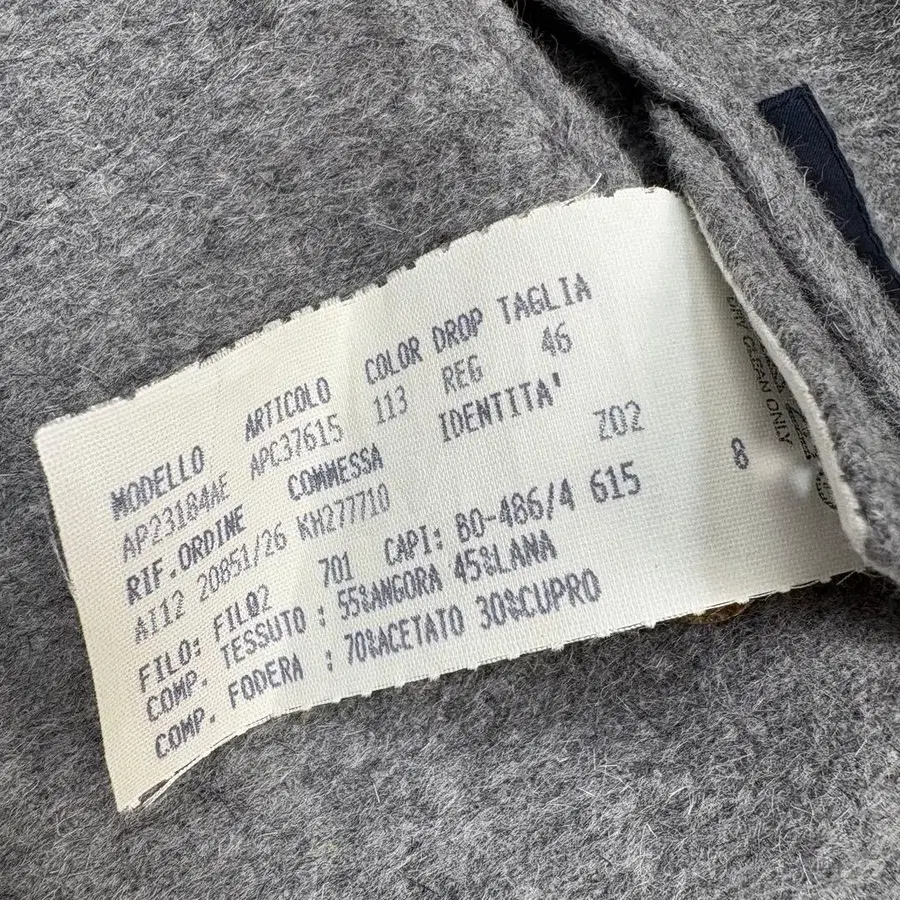 MODELLO ARTICOLO COLOR DROP TAGLIA
AP23184AE APC37615 113 REG 46
RIF.ORDINE COMMESSA IDENTITA'
AI12 20851/26 KH277710 Z02
FILO: FIL02 701 CAPI: BO-486/4 615 8
COMP. TESSUTO : 55%ANGORA 45%LANA
COMP. FODERA : 70%ACETATO 30%CUPRO
DRY CLEAN ONLY